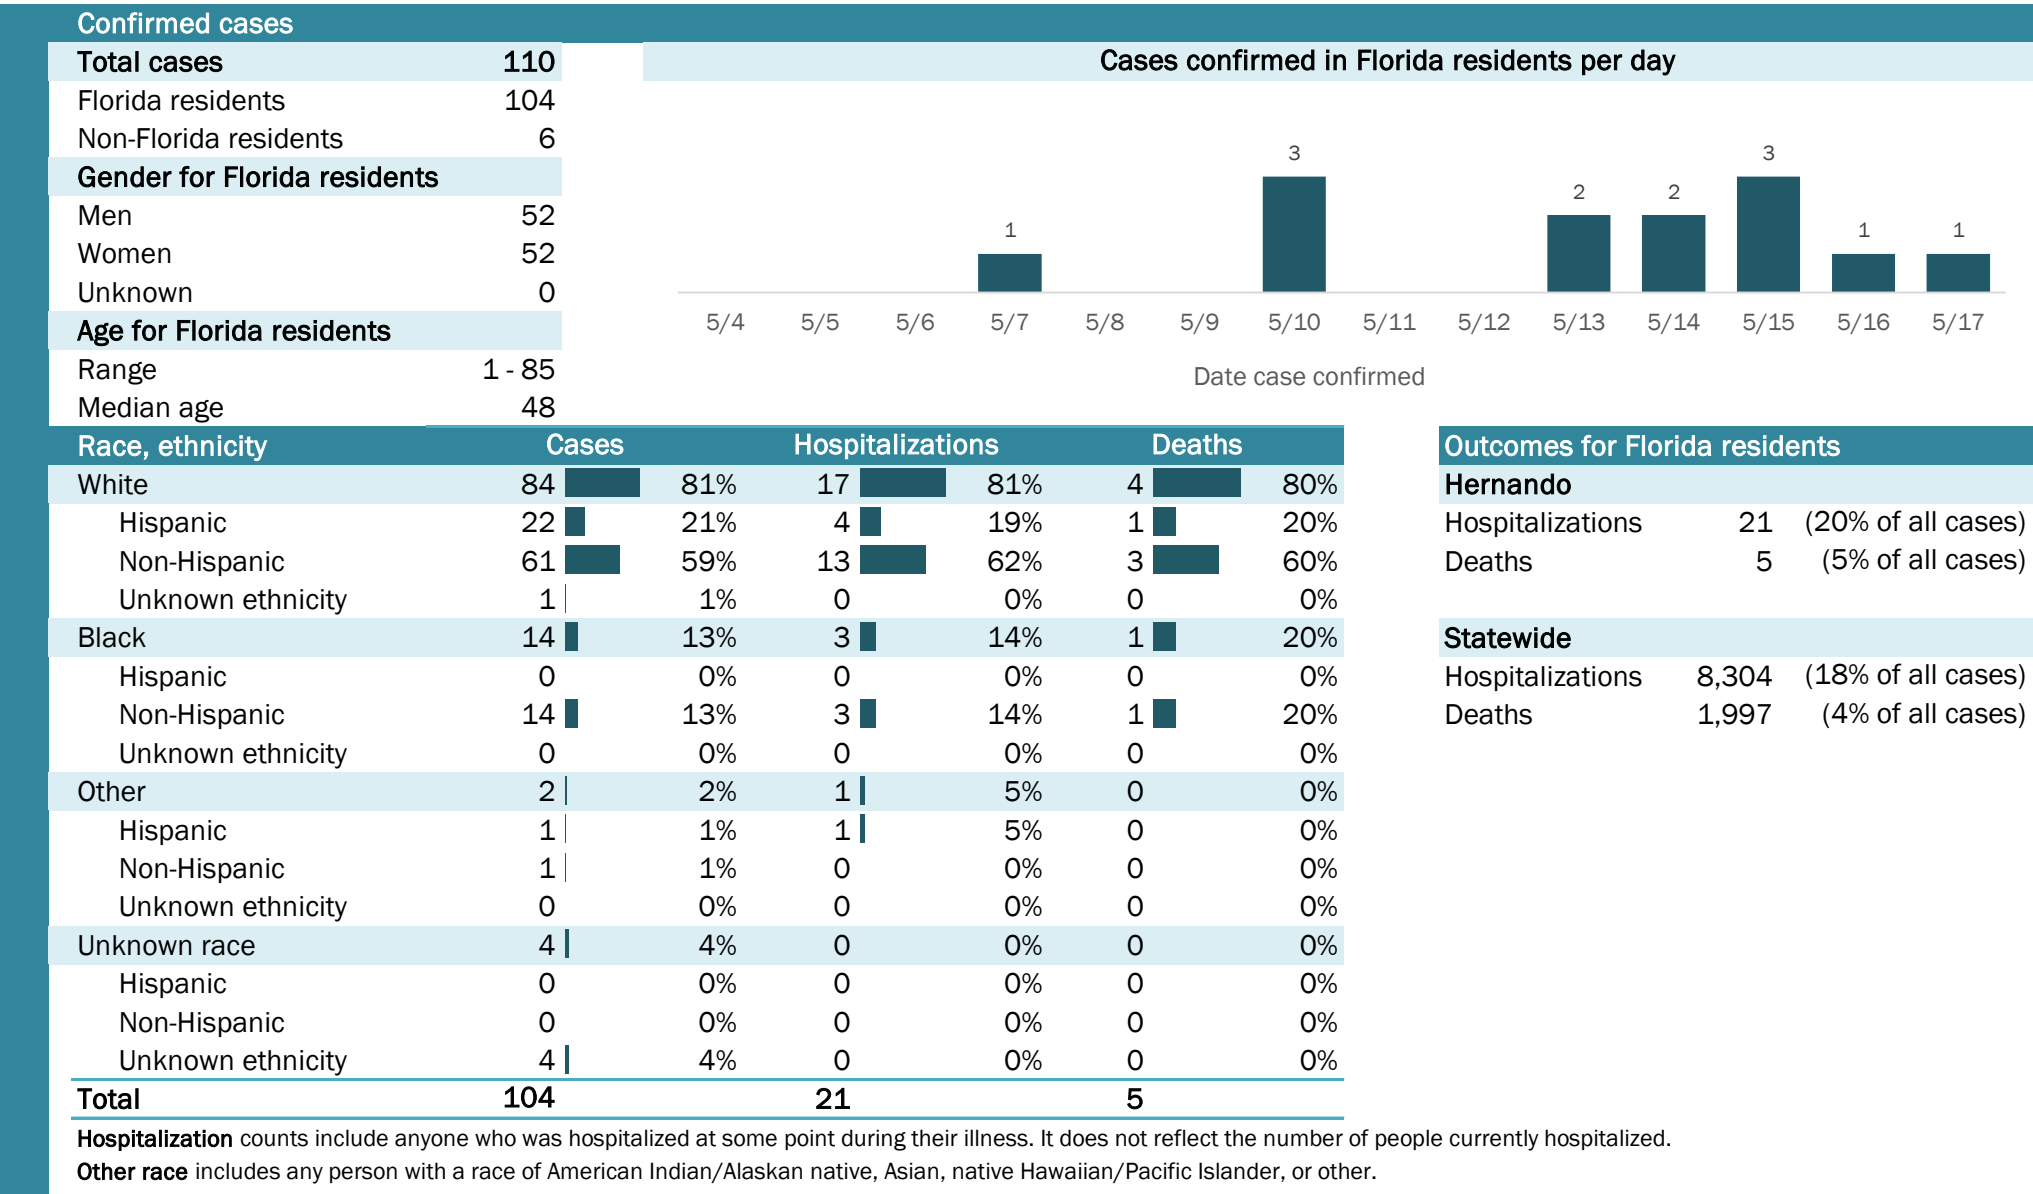 Confirmed cases
Total cases 110
Florida residents 104
Non-Florida residents 6
Gender for Florida residents
Men 52
Women 52
Unknown 0
Age for Florida residents
Range 1 - 85
Median age 48
Cases confirmed in Florida residents per day
1 3 2 2 3 1 1
5/4 5/5 5/6 5/7 5/8 5/9 5/10 5/11 5/12 5/13 5/14 5/15 5/16 5/17
Date case confirmed
Race, ethnicity Cases Hospitalizations Deaths
White 84 81% 17 81% 4 80%
Hispanic 22 21% 4 19% 1 20%
Non-Hispanic 61 59% 13 62% 3 60%
Unknown ethnicity 1 1% 0 0% 0 0%
Black 14 13% 3 14% 1 20%
Hispanic 0 0% 0 0% 0 0%
Non-Hispanic 14 13% 3 14% 1 20%
Unknown ethnicity 0 0% 0 0% 0 0%
Other 2 2% 1 5% 0 0%
Hispanic 1 1% 1 5% 0 0%
Non-Hispanic 1 1% 0 0% 0 0%
Unknown ethnicity 0 0% 0 0% 0 0%
Unknown race 4 4% 0 0% 0 0%
Hispanic 0 0% 0 0% 0 0%
Non-Hispanic 0 0% 0 0% 0 0%
Unknown ethnicity 4 4% 0 0% 0 0%
Total 104 21 5
Outcomes for Florida residents
Hernando
Hospitalizations 21 (20% of all cases)
Deaths 5 (5% of all cases)
Statewide
Hospitalizations 8,304 (18% of all cases)
Deaths 1,997 (4% of all cases)
Hospitalization counts include anyone who was hospitalized at some point during their illness. It does not reflect the number of people currently hospitalized.
Other race includes any person with a race of American Indian/Alaskan native, Asian, native Hawaiian/Pacific Islander, or other.